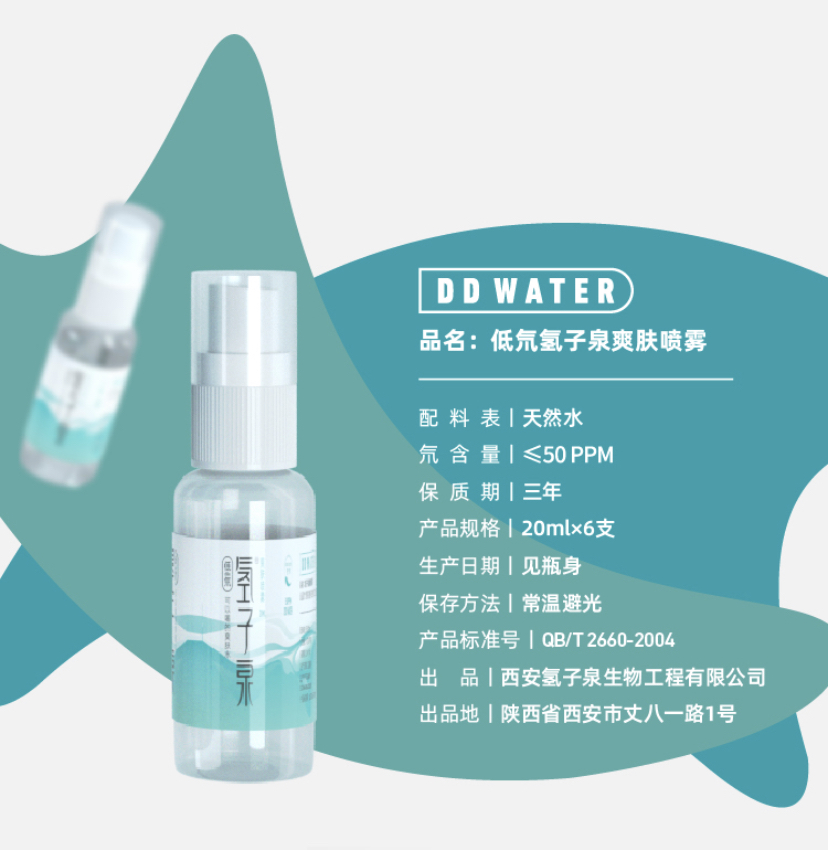 DD WATER
品名：低氘氢子泉爽肤喷雾
配料表 | 天然水
氘含量 | ≤50 PPM
保质期 | 三年
产品规格 | 20ml×6支
生产日期 | 见瓶身
保存方法 | 常温避光
产品标准号 | QB/T 2660-2004
出品 | 西安氢子泉生物工程有限公司
出品地 | 陕西省西安市丈八一路1号
低氘
氢子泉